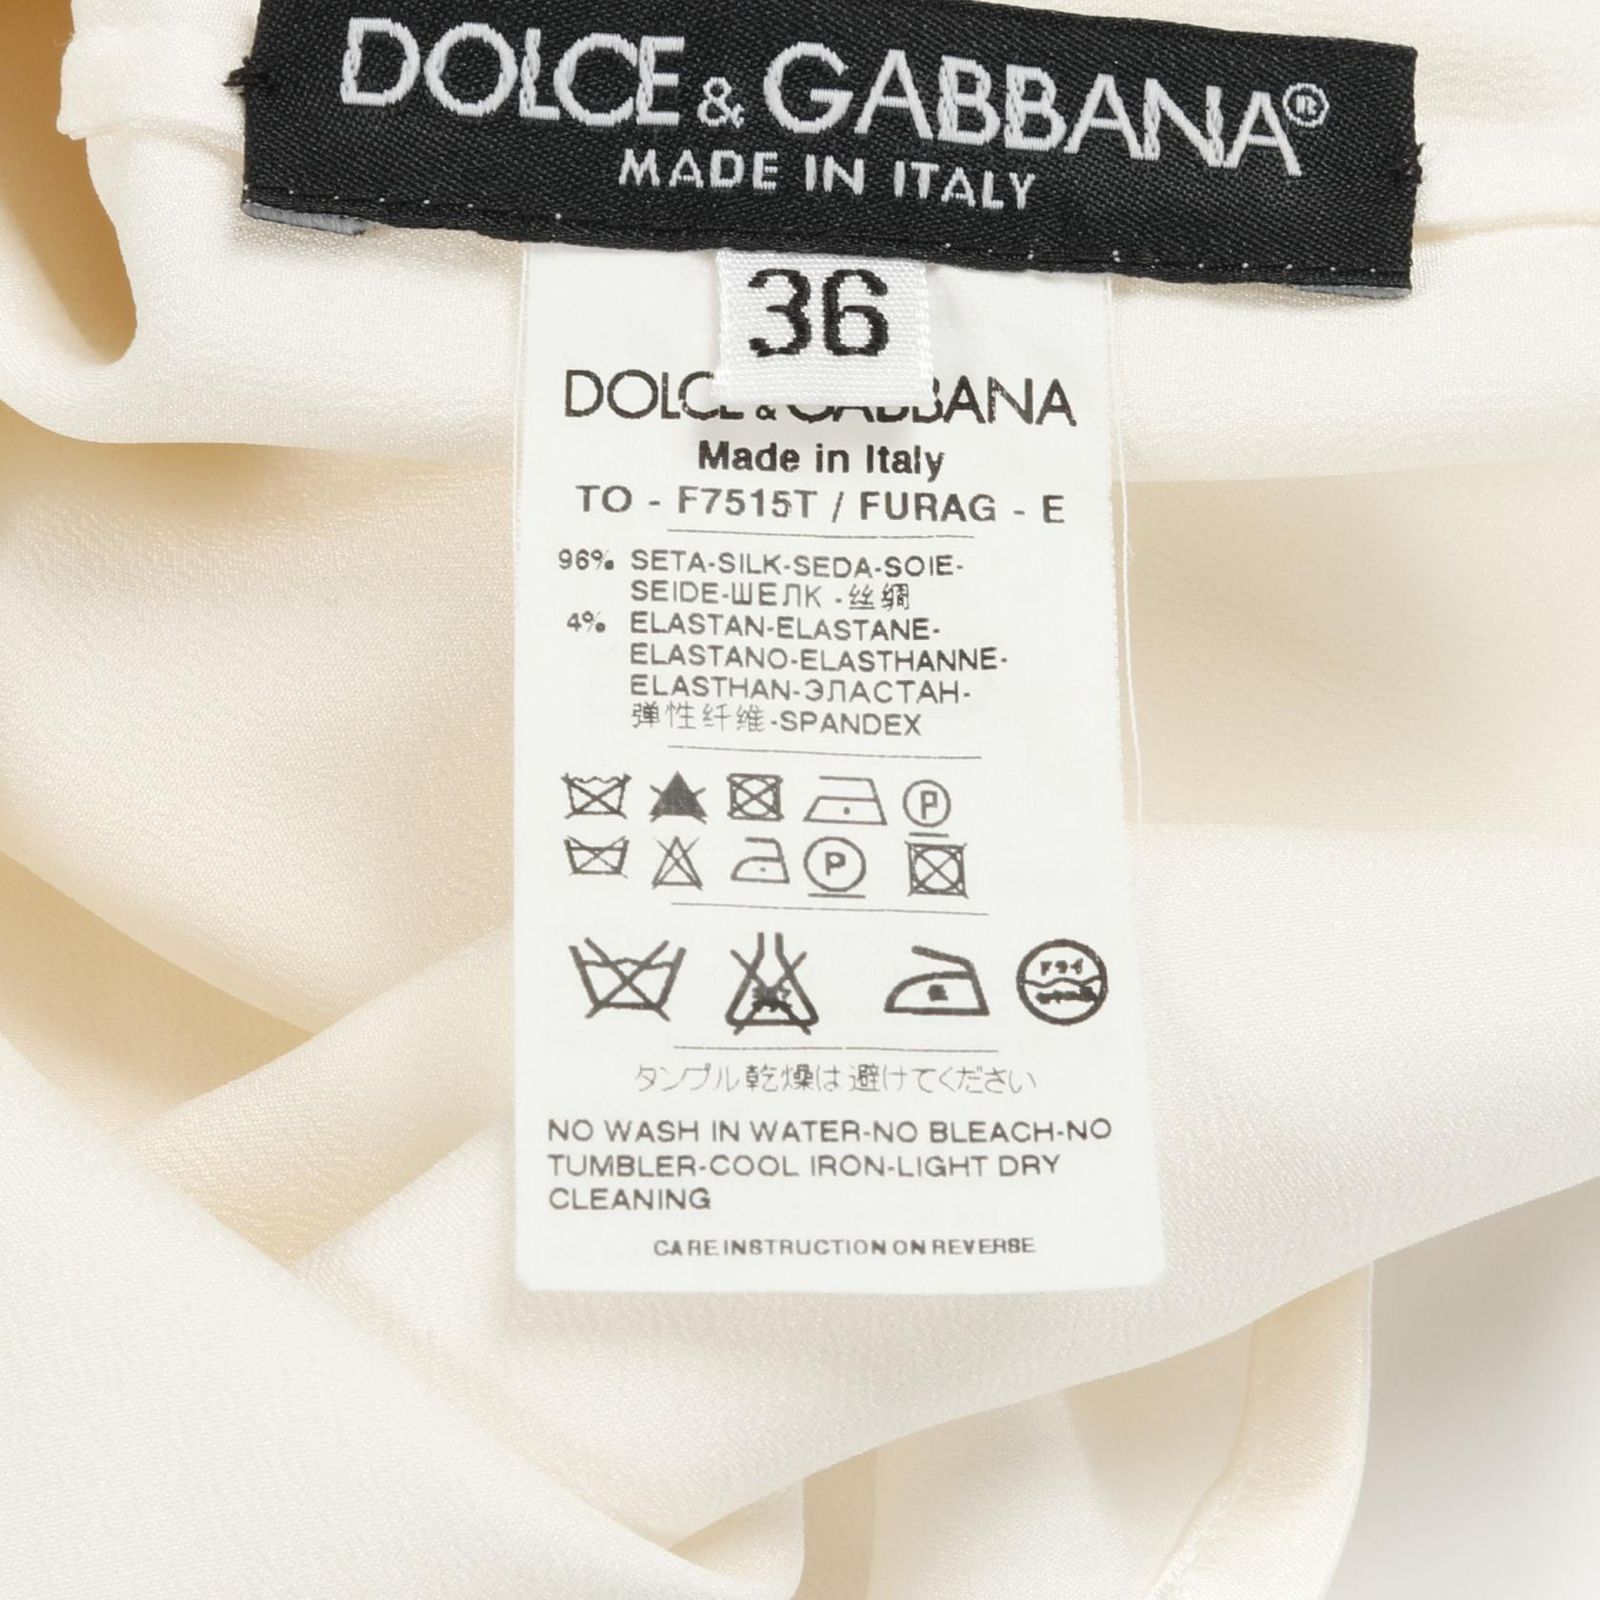 DOLCE & GABBANA®
MADE IN ITALY
36
DOLCE & GABBANA
Made in Italy
TO - F7515T / FURAG - E
96% SETA-SILK-SEDA-SOIE-
SEIDE-ШЕЛК -丝绸
4% ELASTAN-ELASTANE-
ELASTANO-ELASTHANNE-
ELASTHAN-ЭЛАСТАН-
弹性纤维-SPANDEX
P
P
ドライ
タンブル乾燥は避けてください
NO WASH IN WATER-NO BLEACH-NO
TUMBLER-COOL IRON-LIGHT DRY
CLEANING
CARE INSTRUCTION ON REVERSE